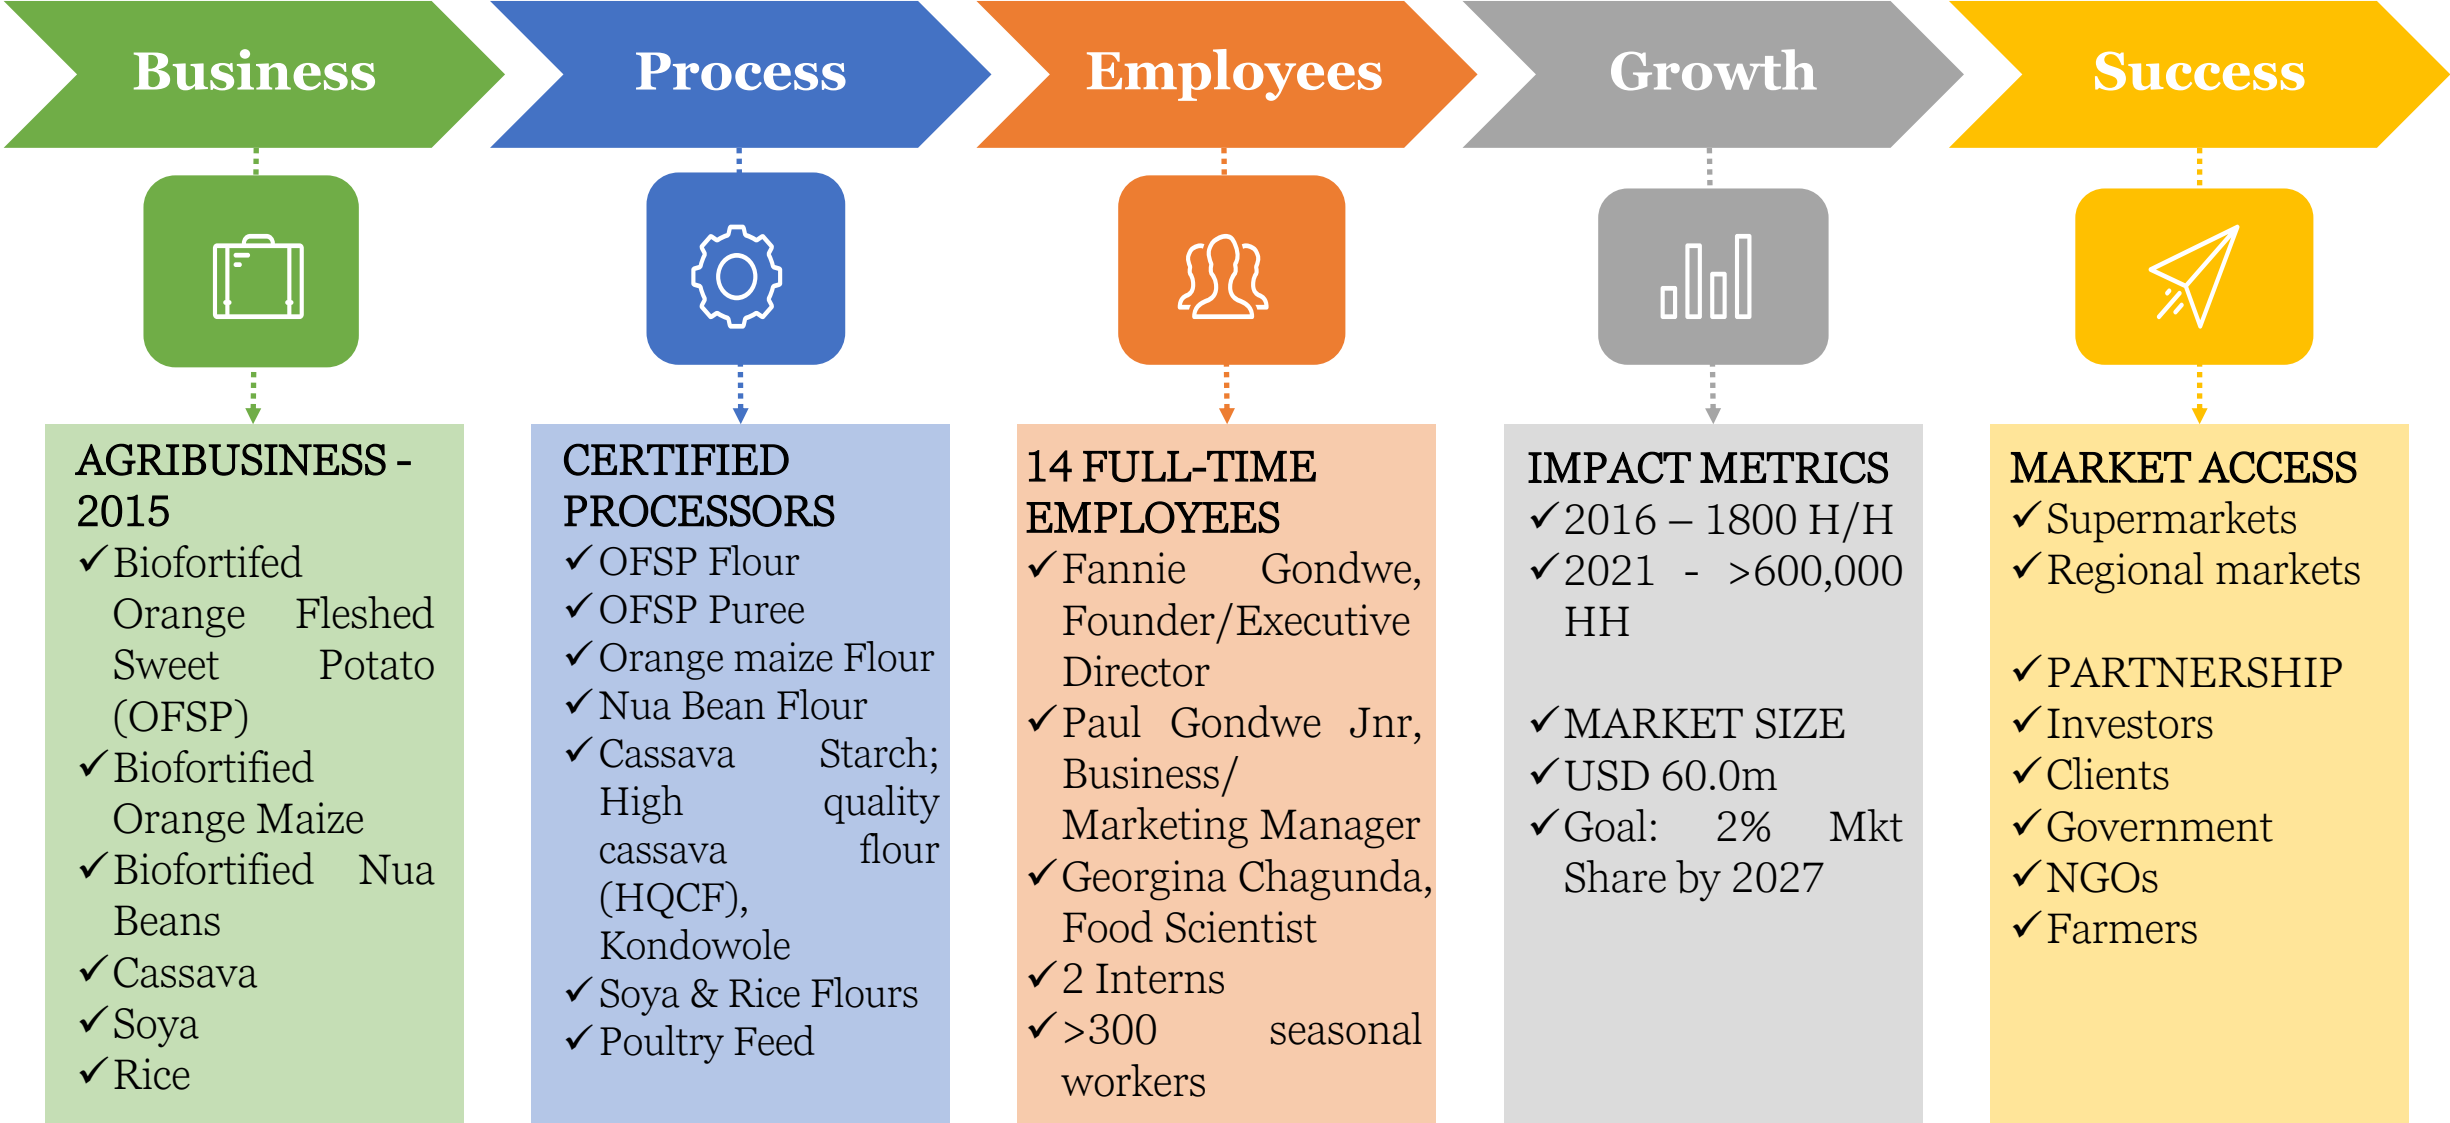 Business
Process
Employees
Growth
Success
AGRIBUSINESS -
2015
✓Biofortifed
Orange Fleshed
Sweet Potato
(OFSP)
✓Biofortified
Orange Maize
✓Biofortified Nua
Beans
✓Cassava
✓Soya
✓Rice
CERTIFIED
PROCESSORS
✓OFSP Flour
✓OFSP Puree
✓Orange maize Flour
✓Nua Bean Flour
✓Cassava Starch;
High quality
cassava flour
(HQCF),
Kondowole
✓Soya & Rice Flours
✓Poultry Feed
14 FULL-TIME
EMPLOYEES
✓Fannie Gondwe,
Founder/Executive
Director
✓Paul Gondwe Jnr,
Business/
Marketing Manager
✓Georgina Chagunda,
Food Scientist
✓2 Interns
✓>300 seasonal
workers
IMPACT METRICS
✓2016 – 1800 H/H
✓2021 - >600,000
HH
✓MARKET SIZE
✓USD 60.0m
✓Goal: 2% Mkt
Share by 2027
MARKET ACCESS
✓Supermarkets
✓Regional markets
✓PARTNERSHIP
✓Investors
✓Clients
✓Government
✓NGOs
✓Farmers